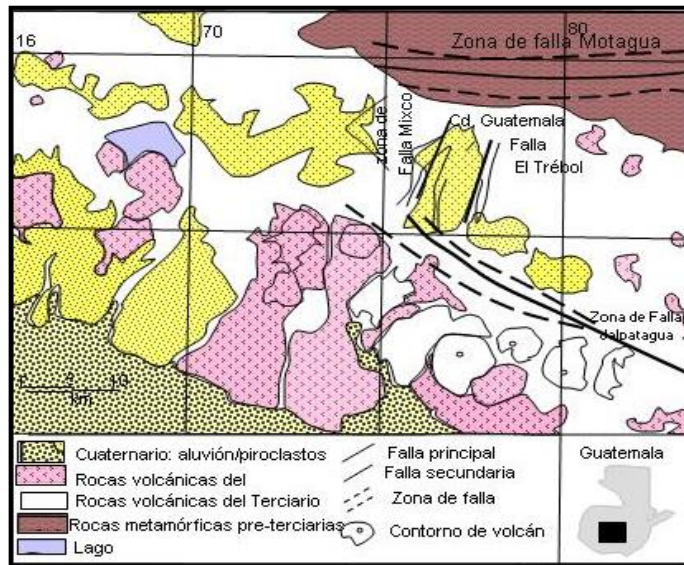 16
70
80
Zona de falla Motagua
zona de
Falla Mixco
Cd. Guatemala
Falla
El Trébol
Zona de Falla
jalpatagua
km
Cuaternario: aluvión/piroclastos
Rocas volcánicas del
Rocas volcánicas del Terciario
Rocas metamórficas pre-terciarias
Lago
Falla principal
Falla secundaria
Zona de falla
Contorno de volcán
Guatemala